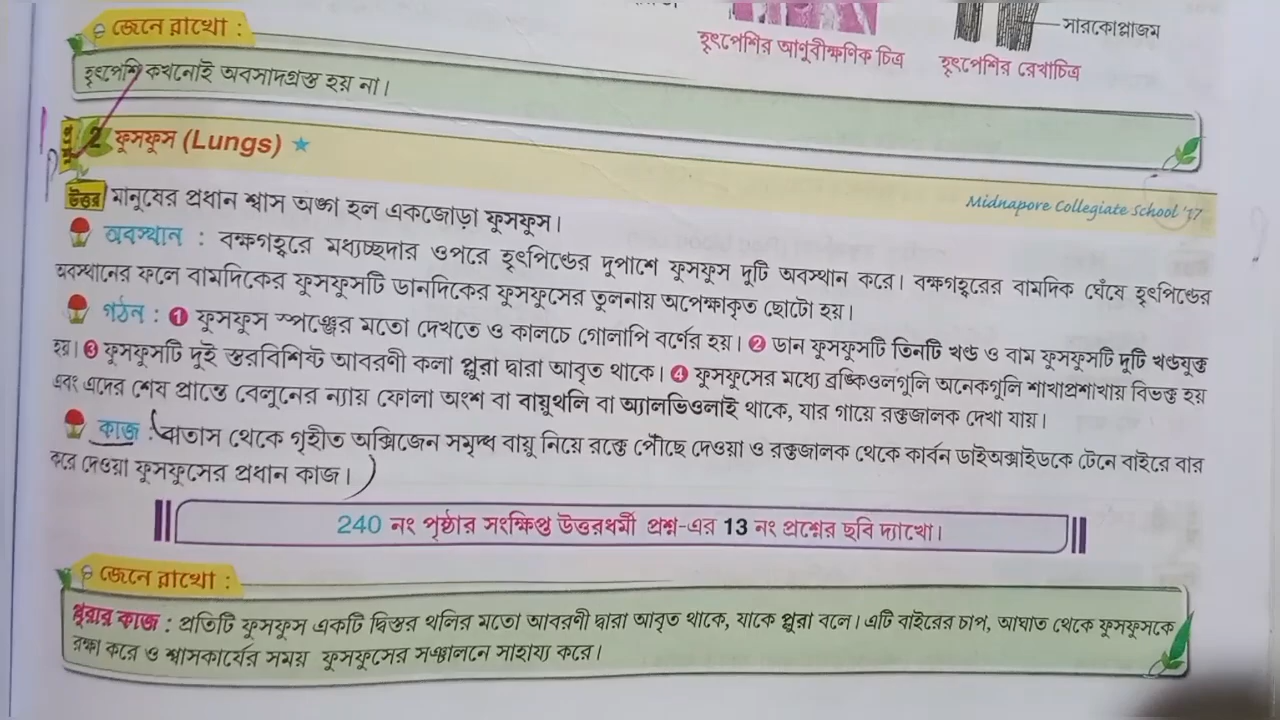 সারকোপ্লাজম
হৃৎপেশির আণুবীক্ষণিক চিত্র
হৃৎপেশির রেখাচিত্র
জেনে রাখো :
হৃৎপেশি কখনোই অবসাদগ্রস্ত হয় না।
2 ফুসফুস (Lungs) ★
Midnapore Collegiate School '17
উত্তর মানুষের প্রধান শ্বাস অঙ্গ হল একজোড়া ফুসফুস।
অবস্থান : বক্ষগহ্বরে মধ্যচ্ছদার ওপরে হৃৎপিণ্ডের দুপাশে ফুসফুস দুটি অবস্থান করে। বক্ষগহ্বরের বামদিক ঘেঁষে হৃৎপিণ্ডের
অবস্থানের ফলে বামদিকের ফুসফুসটি ডানদিকের ফুসফুসের তুলনায় অপেক্ষাকৃত ছোটো হয়।
গঠন : ❶ ফুসফুস স্পঞ্জের মতো দেখতে ও কালচে গোলাপি বর্ণের হয়। ❷ ডান ফুসফুসটি তিনটি খণ্ড ও বাম ফুসফুসটি দুটি খণ্ডযুক্ত
হয়। ❸ ফুসফুসটি দুই স্তরবিশিষ্ট আবরণী কলা প্লুরা দ্বারা আবৃত থাকে। ❹ ফুসফুসের মধ্যে ব্রঙ্কিওলগুলি অনেকগুলি শাখাপ্রশাখায় বিভক্ত হয়
এবং এদের শেষ প্রান্তে বেলুনের ন্যায় ফোলা অংশ বা বায়ুথলি বা অ্যালভিওলাই থাকে, যার গায়ে রক্তজালক দেখা যায়।
কাজ : বাতাস থেকে গৃহীত অক্সিজেন সমৃদ্ধ বায়ু নিয়ে রক্তে পৌঁছে দেওয়া ও রক্তজালক থেকে কার্বন ডাইঅক্সাইডকে টেনে বাইরে বার
করে দেওয়া ফুসফুসের প্রধান কাজ।
240 নং পৃষ্ঠার সংক্ষিপ্ত উত্তরধর্মী প্রশ্ন-এর 13 নং প্রশ্নের ছবি দ্যাখো।
জেনে রাখো :
প্লুরার কাজ : প্রতিটি ফুসফুস একটি দ্বিস্তর থলির মতো আবরণী দ্বারা আবৃত থাকে, যাকে প্লুরা বলে। এটি বাইরের চাপ, আঘাত থেকে ফুসফুসকে
রক্ষা করে ও শ্বাসকার্যের সময় ফুসফুসের সঞ্চালনে সাহায্য করে।